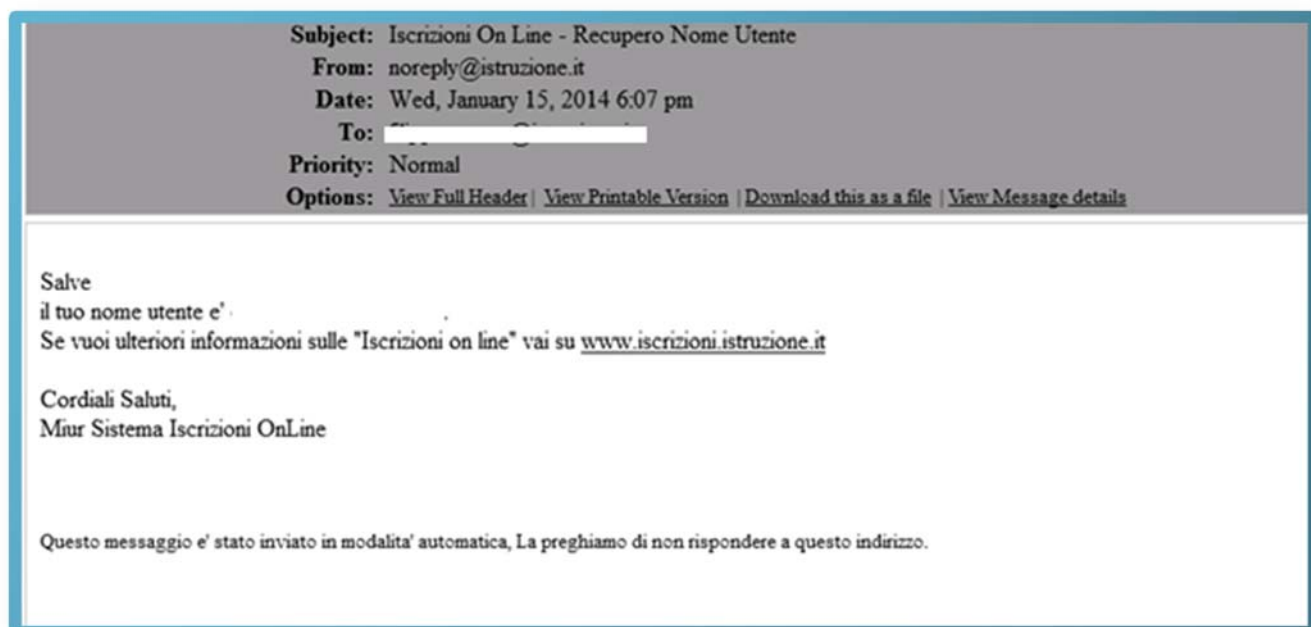 Subject: Iscrizioni On Line - Recupero Nome Utente
From: noreply@istruzione.it
Date: Wed, January 15, 2014 6:07 pm
To:
Priority: Normal
Options: View Full Header | View Printable Version | Download this as a file | View Message details
Salve
il tuo nome utente e'
Se vuoi ulteriori informazioni sulle "Iscrizioni on line" vai su www.iscrizioni.istruzione.it
Cordiali Saluti,
Miur Sistema Iscrizioni OnLine
Questo messaggio e' stato inviato in modalita' automatica, La preghiamo di non rispondere a questo indirizzo.